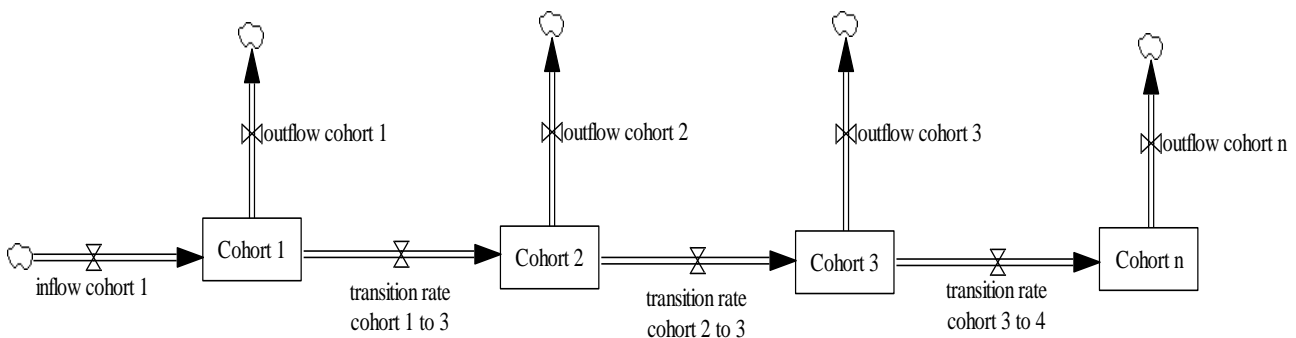 outflow cohort 1
outflow cohort 2
outflow cohort 3
outflow cohort n
Cohort 1
Cohort 2
Cohort 3
Cohort n
inflow cohort 1
transition rate
cohort 1 to 3
transition rate
cohort 2 to 3
transition rate
cohort 3 to 4